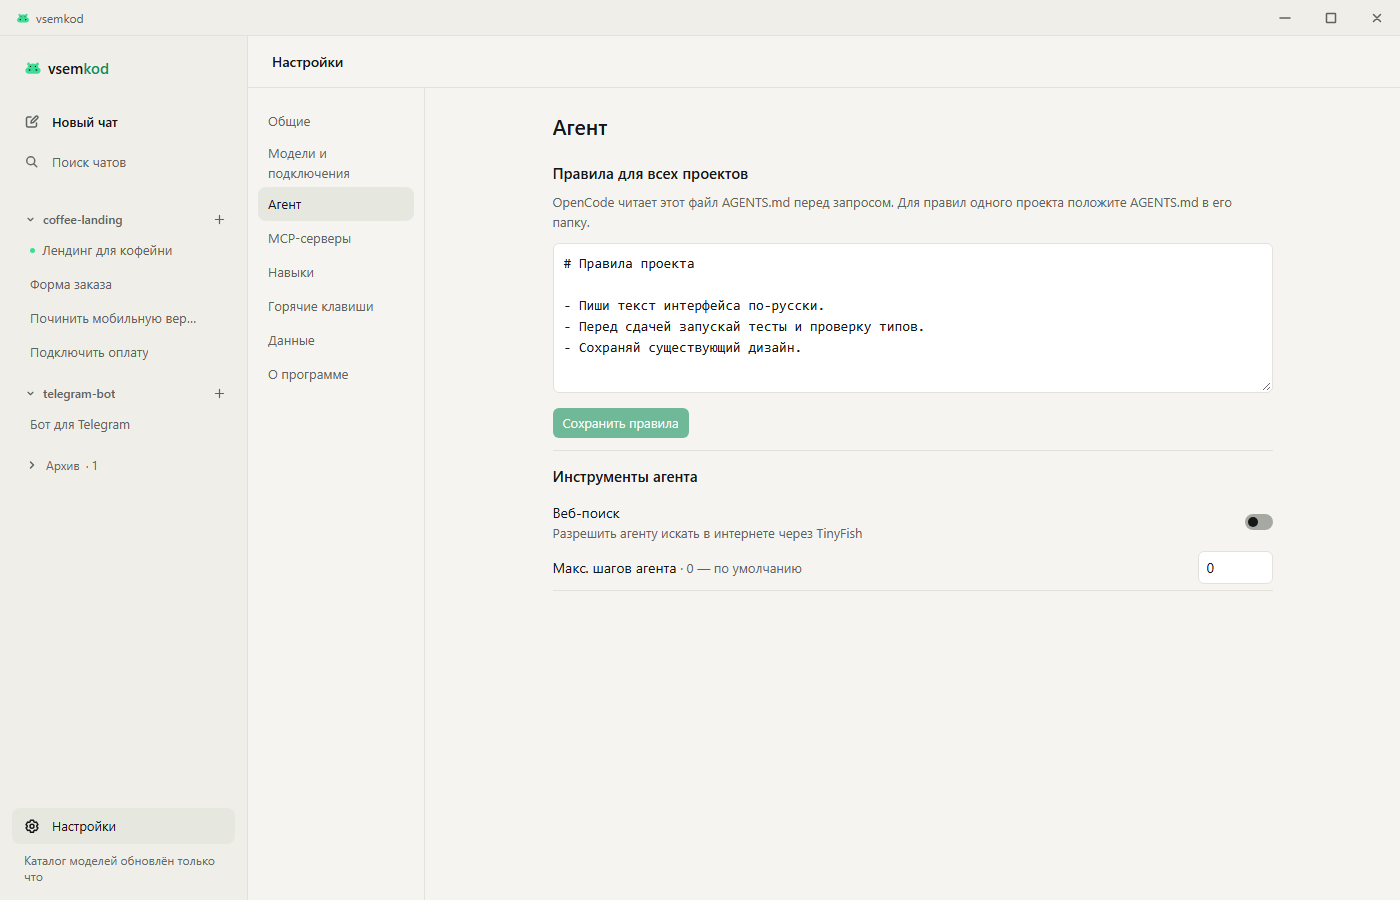 vsemkod
vsemkod
Новый чат
Поиск чатов
coffee-landing
Лендинг для кофейни
Форма заказа
Починить мобильную вер...
Подключить оплату
telegram-bot
Бот для Telegram
Архив · 1
Настройки
Каталог моделей обновлён только
что
Настройки
Общие
Модели и
подключения
Агент
MCP-серверы
Навыки
Горячие клавиши
Данные
О программе
Агент
Правила для всех проектов
OpenCode читает этот файл AGENTS.md перед запросом. Для правил одного проекта положите AGENTS.md в его
папку.
# Правила проекта
- Пиши текст интерфейса по-русски.
- Перед сдачей запускай тесты и проверку типов.
- Сохраняй существующий дизайн.
Сохранить правила
Инструменты агента
Веб-поиск
Разрешить агенту искать в интернете через TinyFish
Макс. шагов агента · 0 — по умолчанию
0